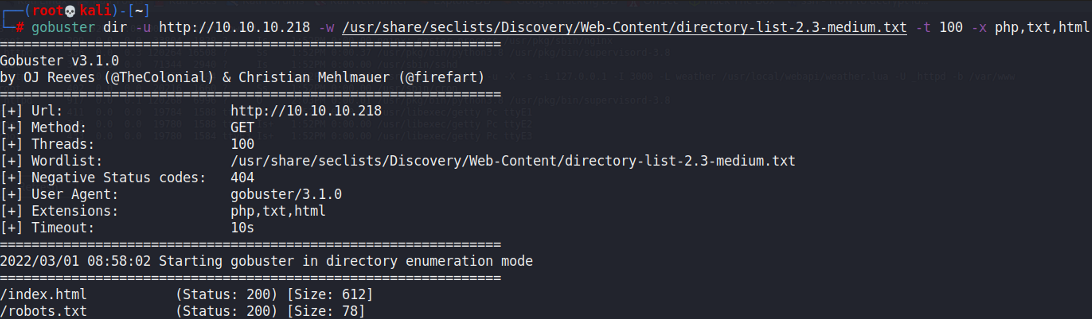 ┌──(root💀kali)-[~]
└─# gobuster dir -u http://10.10.10.218 -w /usr/share/seclists/Discovery/Web-Content/directory-list-2.3-medium.txt -t 100 -x php,txt,html
===============================================================
Gobuster v3.1.0
by OJ Reeves (@TheColonial) & Christian Mehlmauer (@firefart)
===============================================================
[+] Url:                     http://10.10.10.218
[+] Method:                  GET
[+] Threads:                 100
[+] Wordlist:                /usr/share/seclists/Discovery/Web-Content/directory-list-2.3-medium.txt
[+] Negative Status codes:   404
[+] User Agent:              gobuster/3.1.0
[+] Extensions:              php,txt,html
[+] Timeout:                 10s
===============================================================
2022/03/01 08:58:02 Starting gobuster in directory enumeration mode
===============================================================
/index.html           (Status: 200) [Size: 612]
/robots.txt           (Status: 200) [Size: 78]